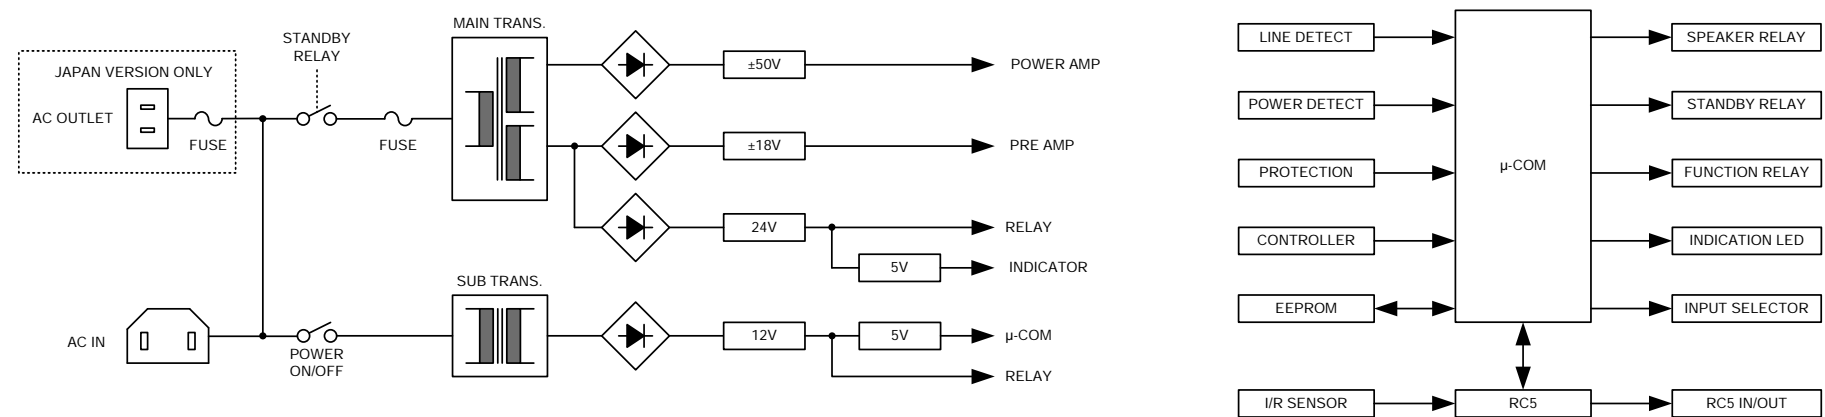 MAIN TRANS.
STANDBY
RELAY
JAPAN VERSION ONLY
AC OUTLET
FUSE
FUSE
±50V
POWER AMP
±18V
PRE AMP
24V
RELAY
5V
INDICATOR
SUB TRANS.
AC IN
POWER
ON/OFF
12V
5V
μ-COM
RELAY
LINE DETECT
POWER DETECT
PROTECTION
CONTROLLER
EEPROM
μ-COM
SPEAKER RELAY
STANDBY RELAY
FUNCTION RELAY
INDICATION LED
INPUT SELECTOR
I/R SENSOR
RC5
RC5 IN/OUT